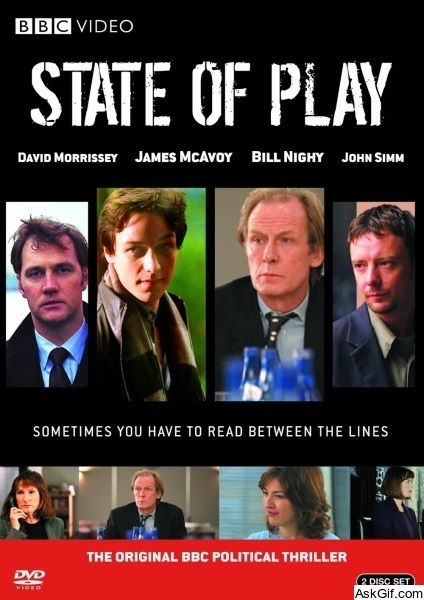 BBC VIDEO
STATE OF PLAY
DAVID MORRISSEY JAMES MCAVOY BILL NIGHY JOHN SIMM
SOMETIMES YOU HAVE TO READ BETWEEN THE LINES
THE ORIGINAL BBC POLITICAL THRILLER
DVD VIDEO 2 DISC SET
AskGif.com